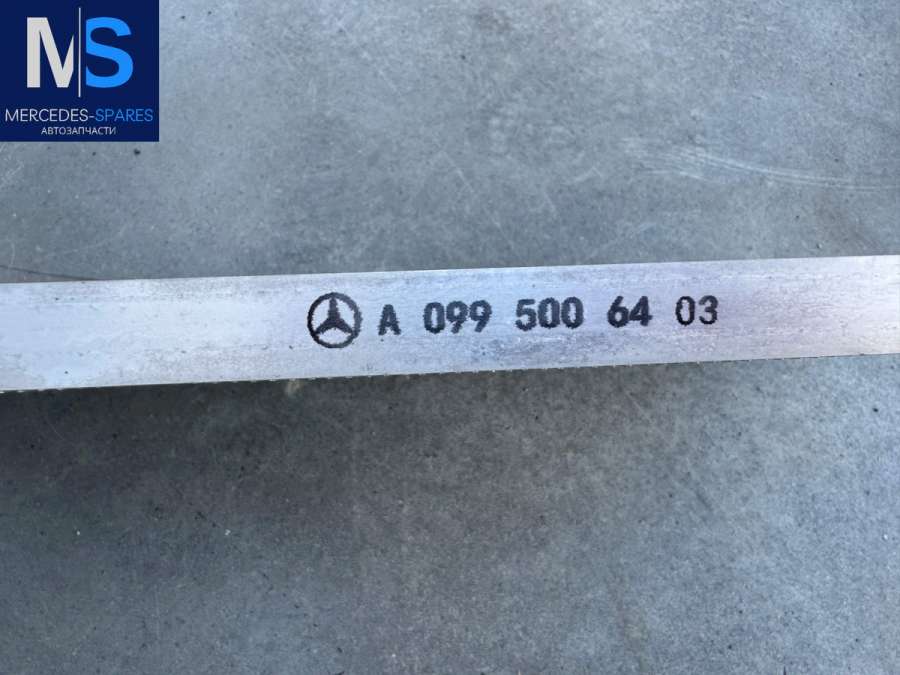 MS
MERCEDES-SPARES
АВТОЗАПЧАСТИ
A 099 500 64 03